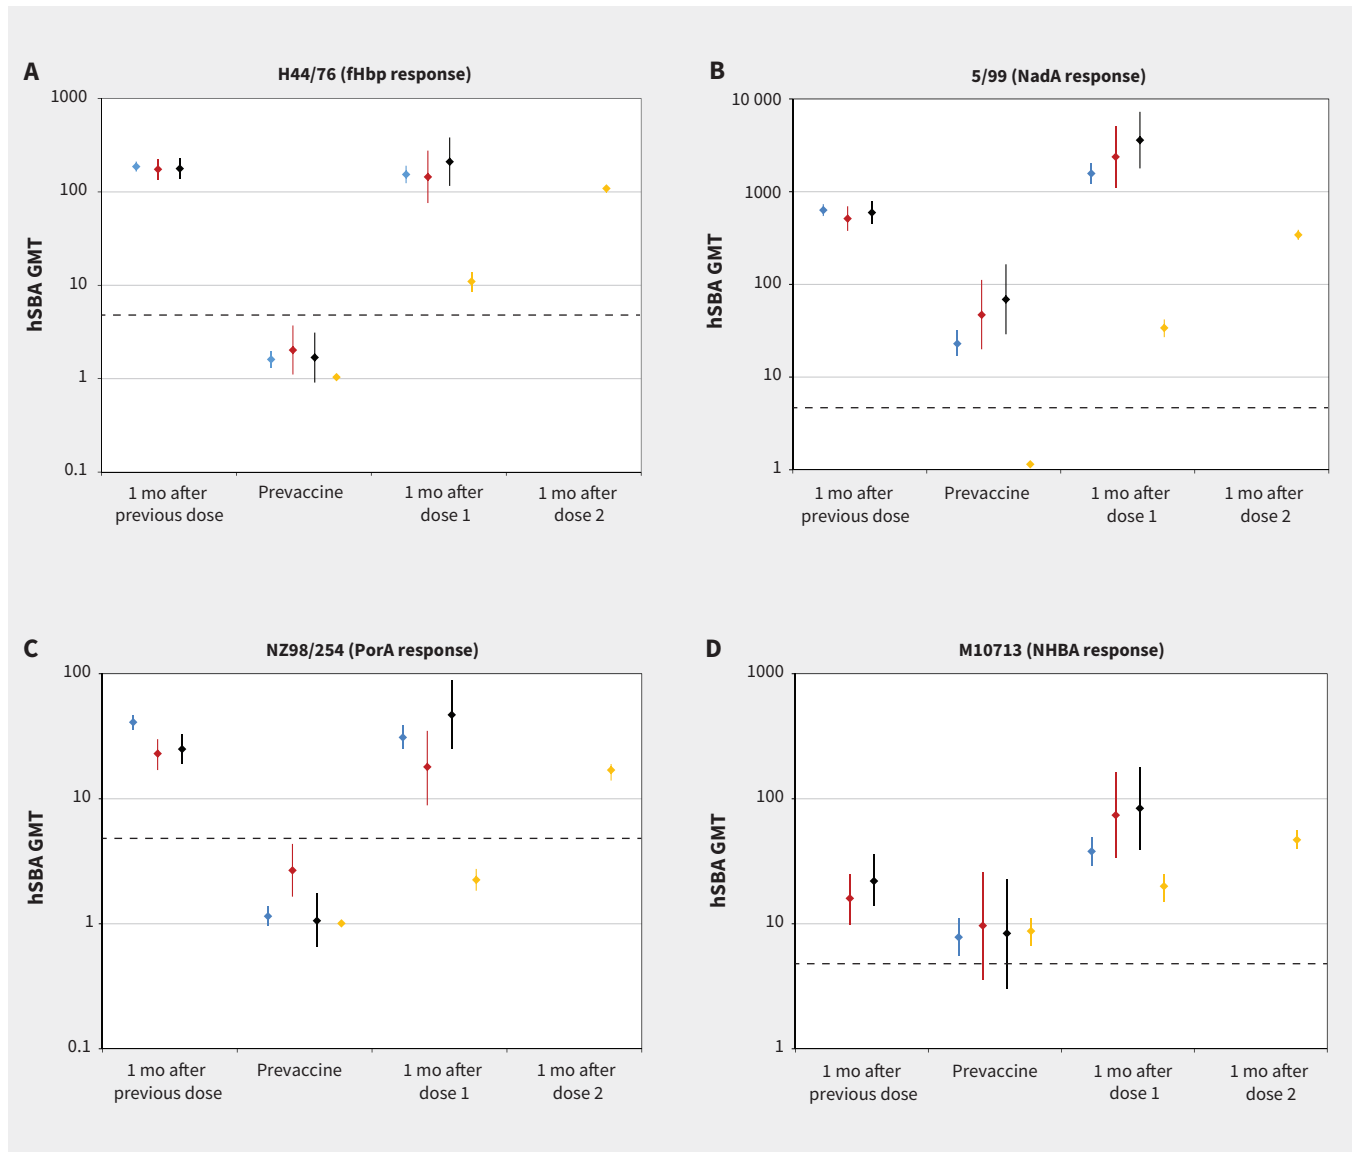 A
H44/76 (fHbp response)
1000
100
10
1
0.1
hSBA GMT
1 mo after
previous dose
Prevaccine
1 mo after
dose 1
1 mo after
dose 2
B
5/99 (NadA response)
10 000
1000
100
10
1
hSBA GMT
1 mo after
previous dose
Prevaccine
1 mo after
dose 1
1 mo after
dose 2
C
NZ98/254 (PorA response)
100
10
1
0.1
hSBA GMT
1 mo after
previous dose
Prevaccine
1 mo after
dose 1
1 mo after
dose 2
D
M10713 (NHBA response)
1000
100
10
1
hSBA GMT
1 mo after
previous dose
Prevaccine
1 mo after
dose 1
1 mo after
dose 2